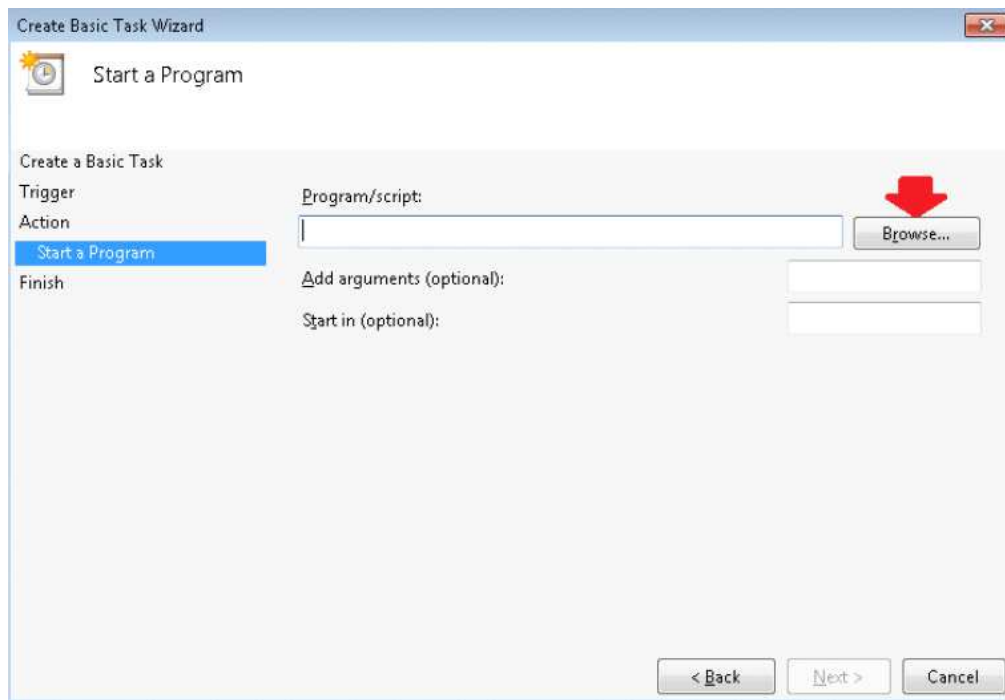 Create Basic Task Wizard
Start a Program
Create a Basic Task
Trigger
Program/script:
Action
Browse...
Start a Program
Add arguments (optional):
Finish
Start in (optional):
< Back
Next >
Cancel